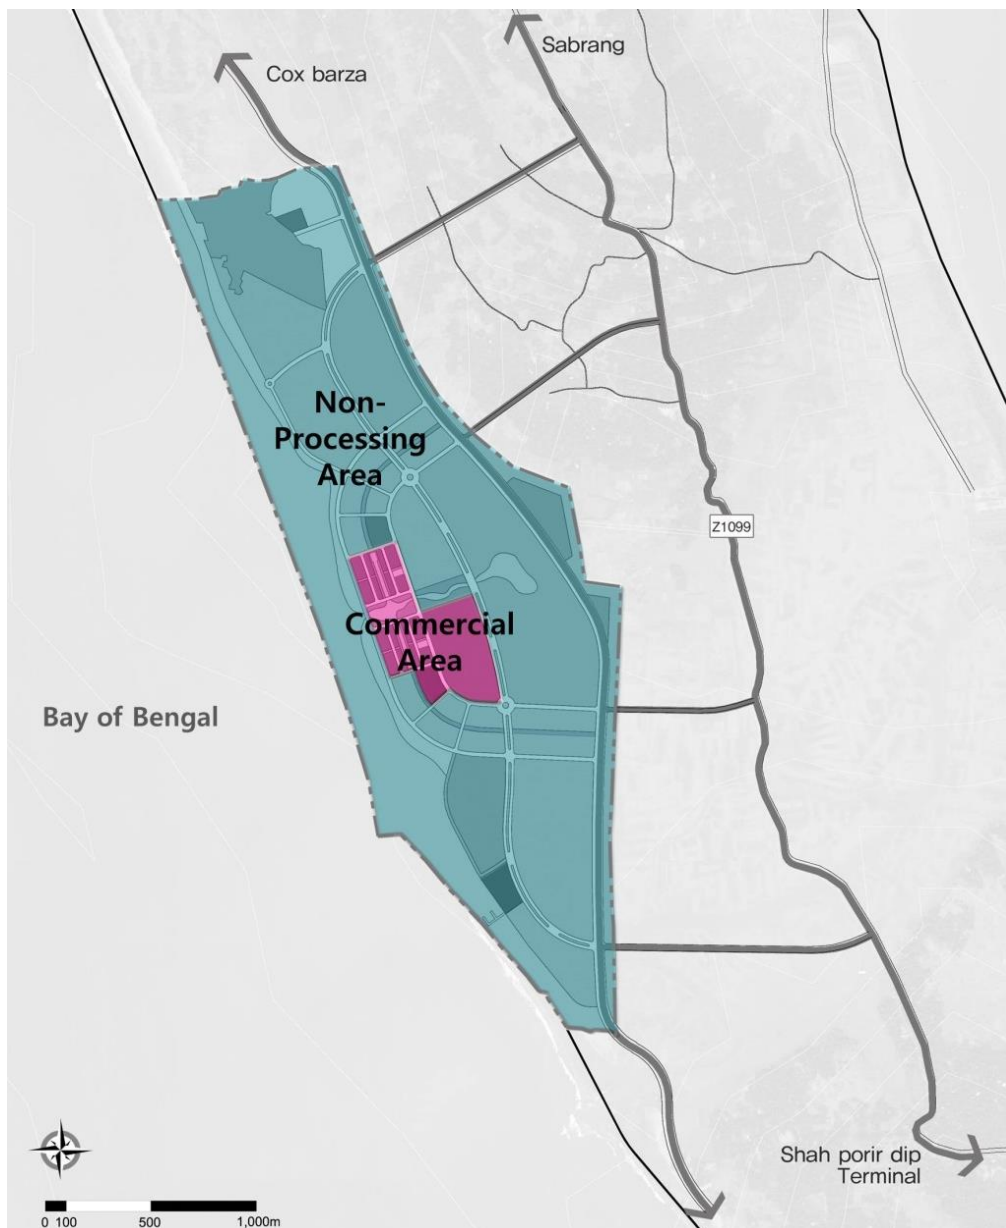 Sabrang
Cox barza
Non-
Processing
Area
Z1099
Commercial
Area
Bay of Bengal
Shah porir dip
Terminal
0 100 500 1,000m